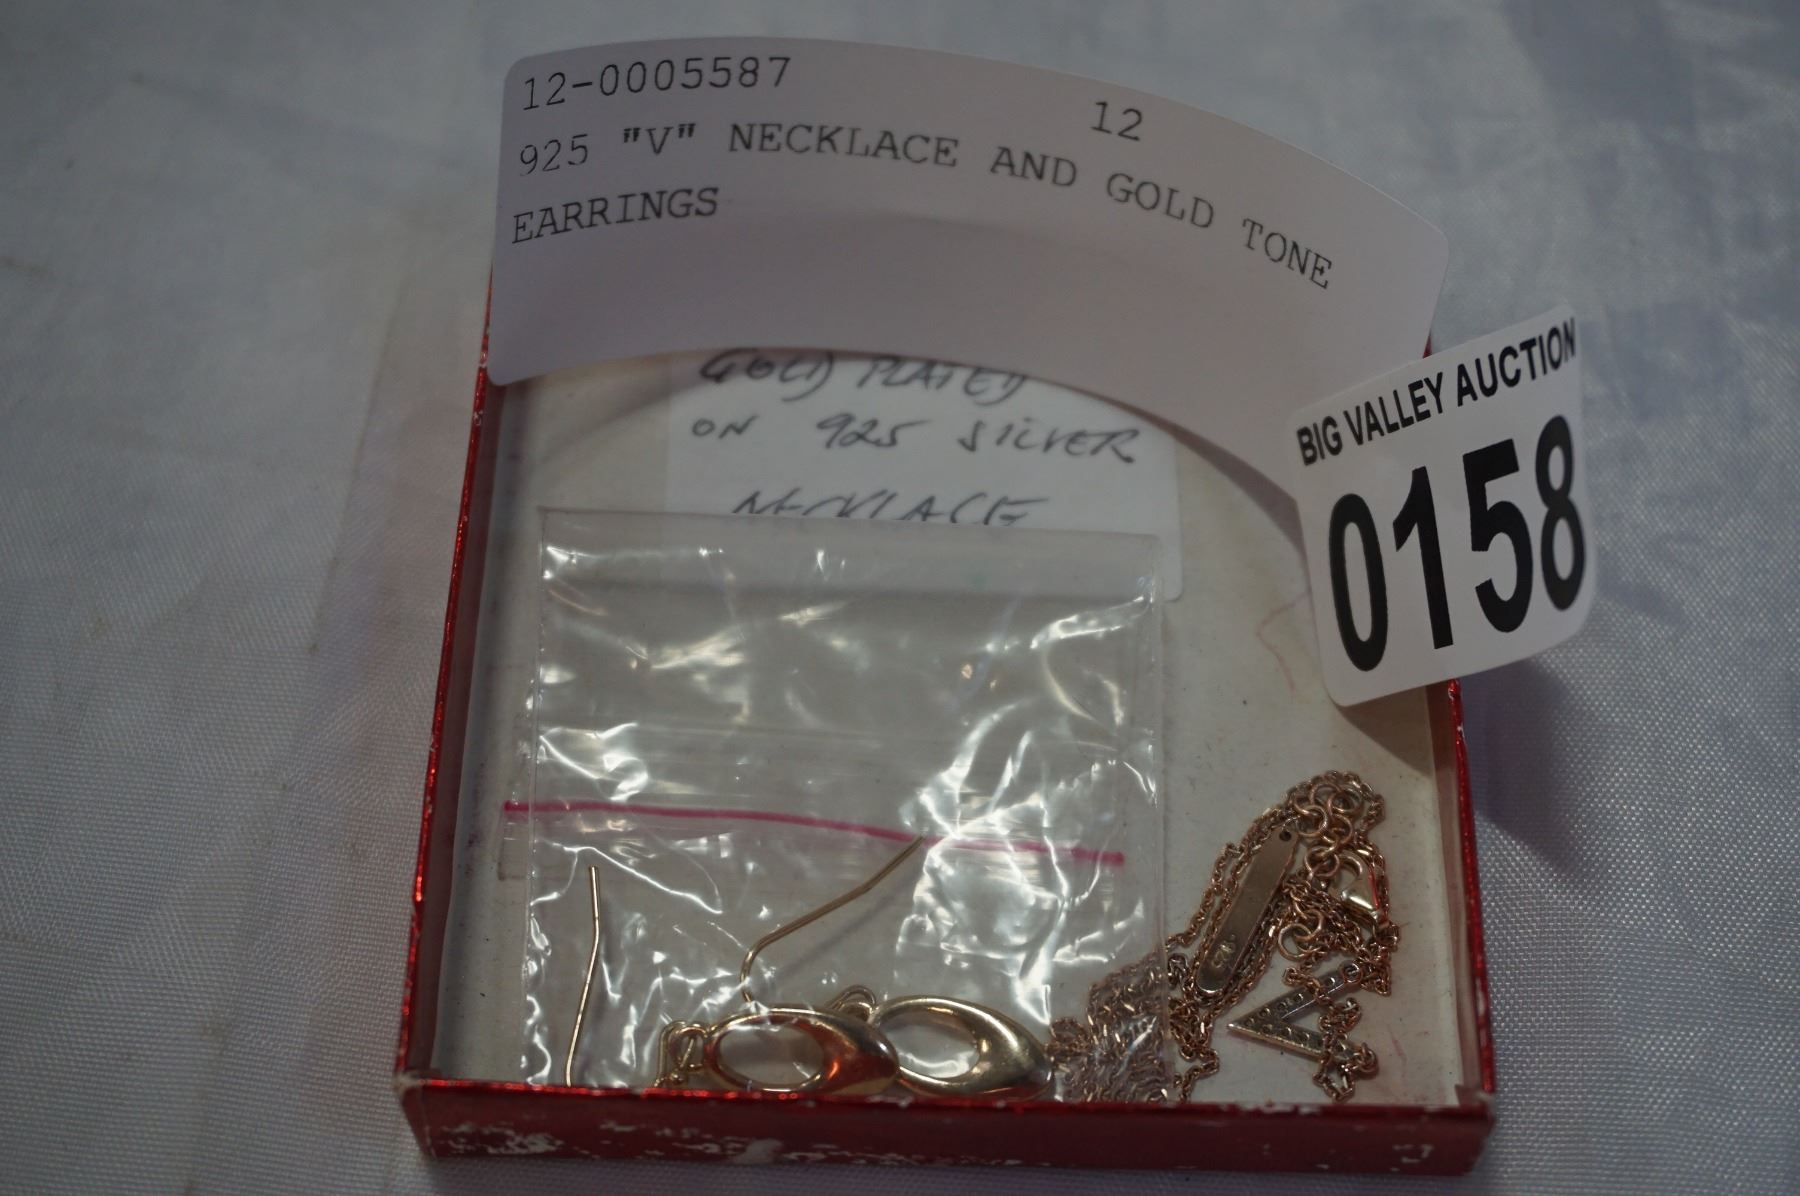 12-0005587 12
925 "V" NECKLACE AND GOLD TONE
EARRINGS
BIG VALLEY AUCTION
0158
GOLD PLATED
ON 925 SILVER
NECKLACE